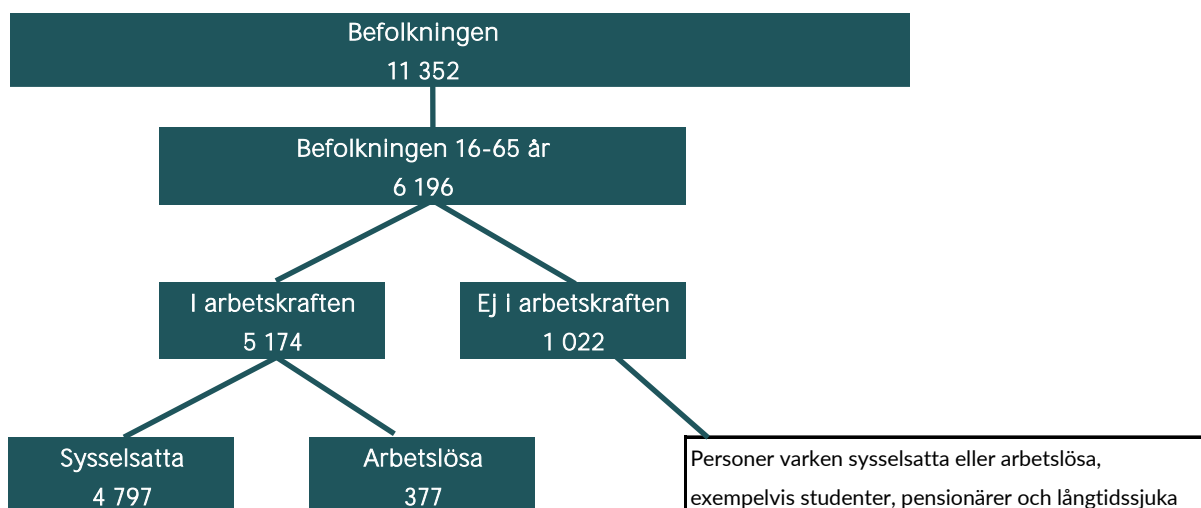 Befolkningen
11 352
Befolkningen 16-65 år
6 196
I arbetskraften
5 174
Ej i arbetskraften
1 022
Sysselsatta
4 797
Arbetslösa
377
Personer varken sysselsatta eller arbetslösa,
exempelvis studenter, pensionärer och långtidssjuka